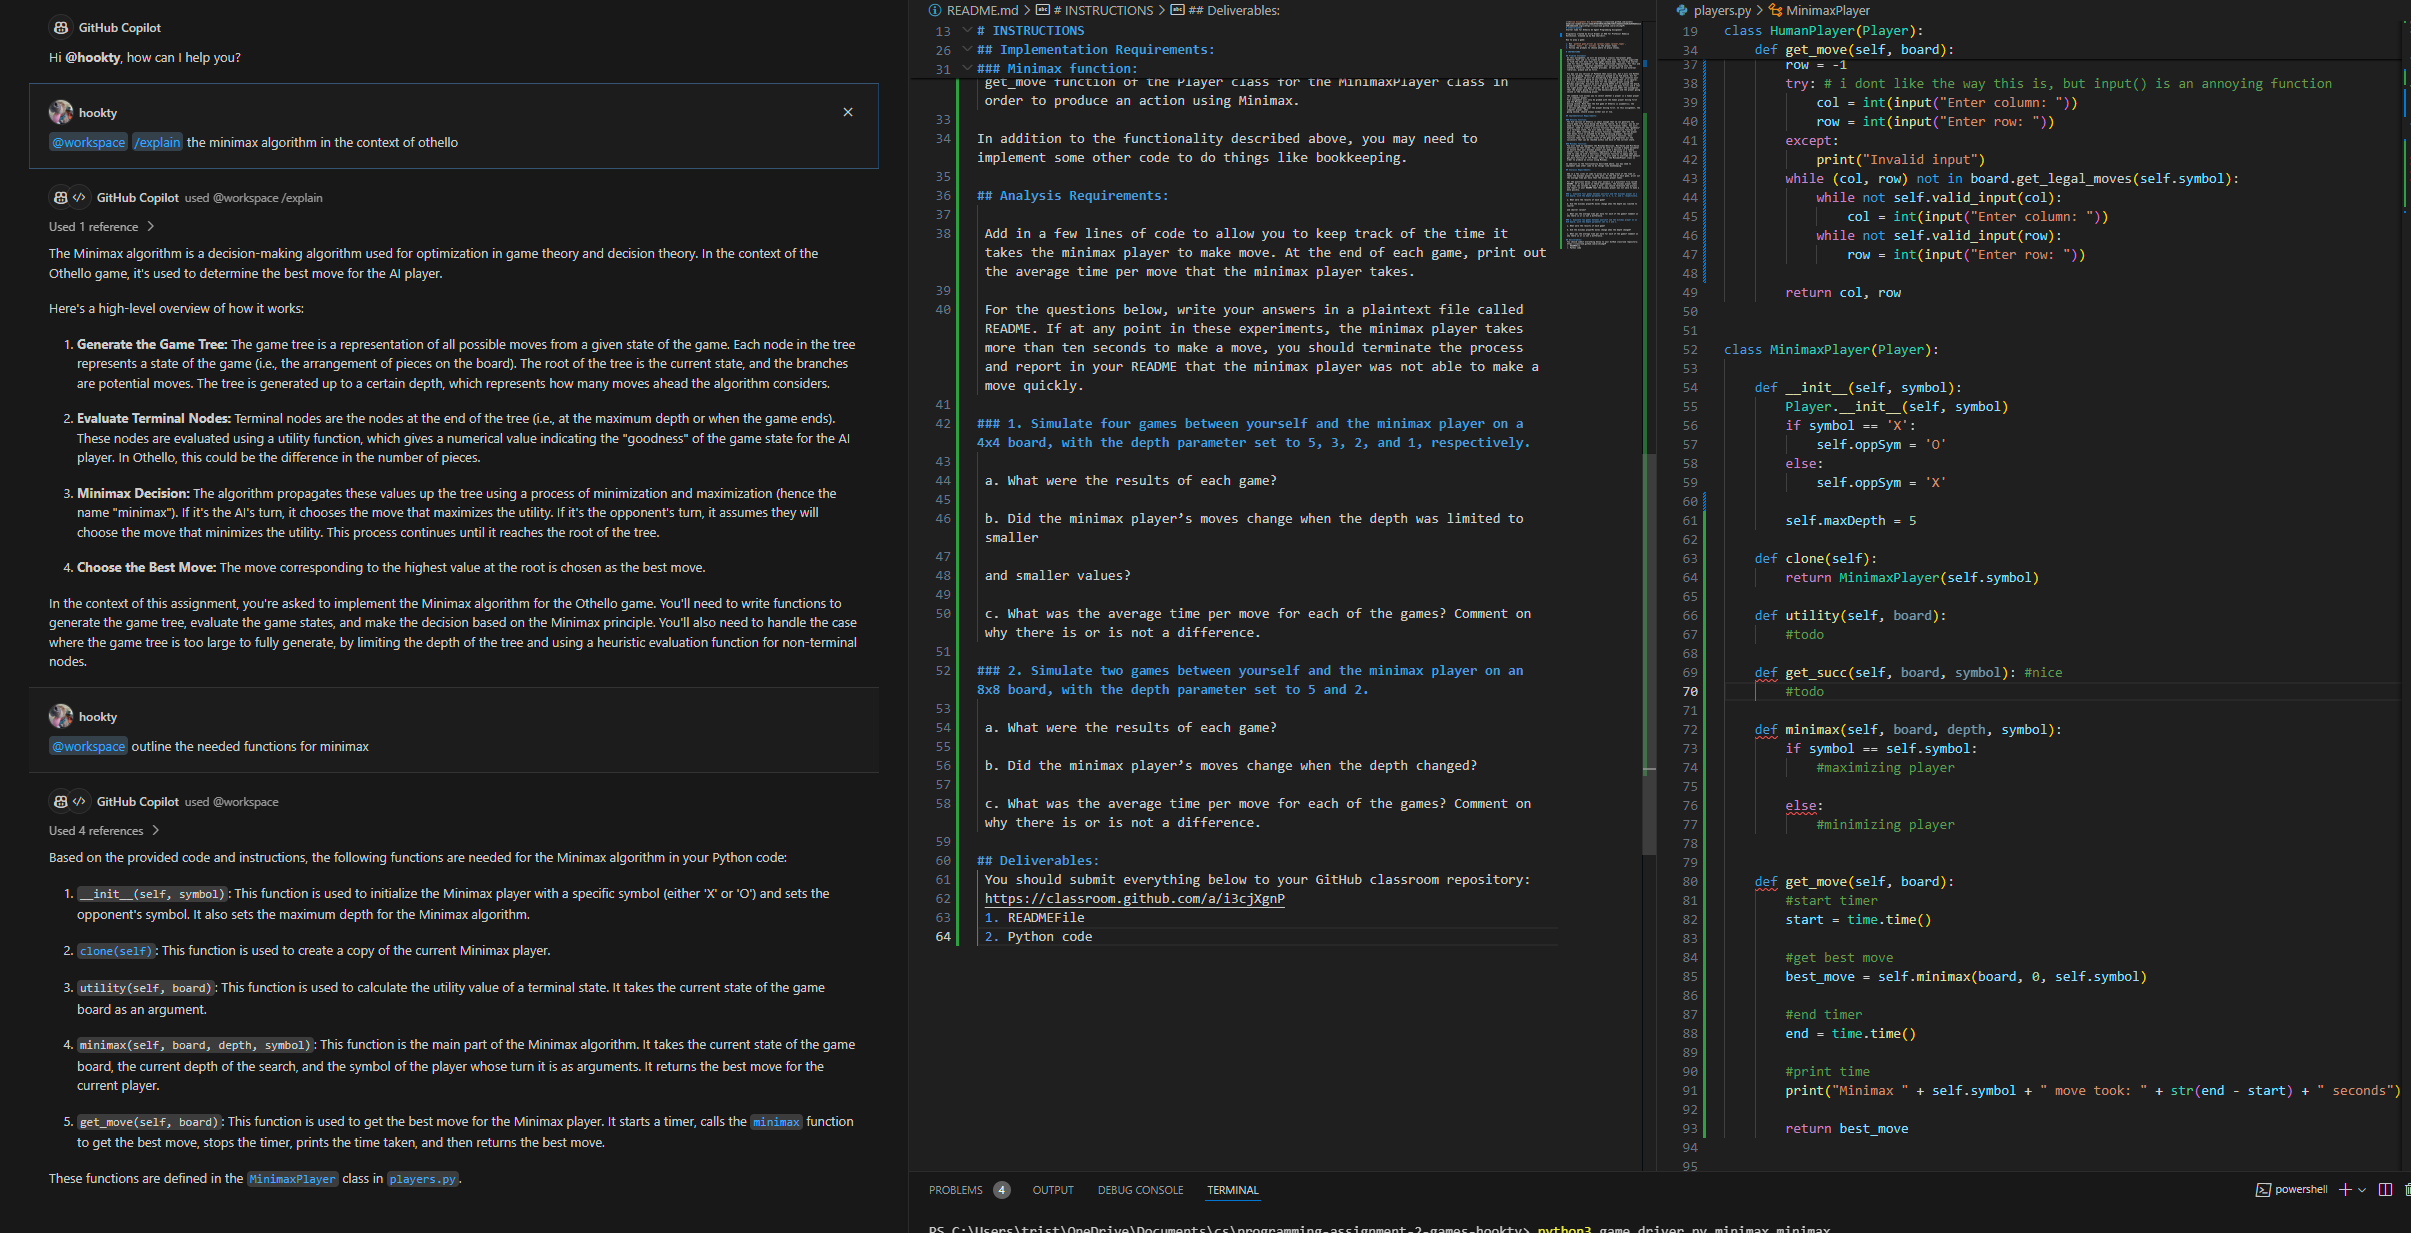 GitHub Copilot
Hi @hookty, how can I help you?
hookty
@workspace /explain the minimax algorithm in the context of othello
GitHub Copilot used @workspace /explain
Used 1 reference
The Minimax algorithm is a decision-making algorithm used for optimization in game theory and decision theory. In the context of the
Othello game, it's used to determine the best move for the AI player.
Here's a high-level overview of how it works:
1. Generate the Game Tree: The game tree is a representation of all possible moves from a given state of the game. Each node in the tree
represents a state of the game (i.e., the arrangement of pieces on the board). The root of the tree is the current state, and the branches
are potential moves. The tree is generated up to a certain depth, which represents how many moves ahead the algorithm considers.
2. Evaluate Terminal Nodes: Terminal nodes are the nodes at the end of the tree (i.e., at the maximum depth or when the game ends).
These nodes are evaluated using a utility function, which gives a numerical value indicating the "goodness" of the game state for the AI
player. In Othello, this could be the difference in the number of pieces.
3. Minimax Decision: The algorithm propagates these values up the tree using a process of minimization and maximization (hence the
name "minimax"). If it's the AI's turn, it chooses the move that maximizes the utility. If it's the opponent's turn, it assumes they will
choose the move that minimizes the utility. This process continues until it reaches the root of the tree.
4. Choose the Best Move: The move corresponding to the highest value at the root is chosen as the best move.
In the context of this assignment, you're asked to implement the Minimax algorithm for the Othello game. You'll need to write functions to
generate the game tree, evaluate the game states, and make the decision based on the Minimax principle. You'll also need to handle the case
where the game tree is too large to fully generate, by limiting the depth of the tree and using a heuristic evaluation function for non-terminal
nodes.
hookty
@workspace outline the needed functions for minimax
GitHub Copilot used @workspace
Used 4 references
Based on the provided code and instructions, the following functions are needed for the Minimax algorithm in your Python code:
1. __init__(self, symbol): This function is used to initialize the Minimax player with a specific symbol (either 'X' or 'O') and sets the
opponent's symbol. It also sets the maximum depth for the Minimax algorithm.
2. clone(self): This function is used to create a copy of the current Minimax player.
3. utility(self, board): This function is used to calculate the utility value of a terminal state. It takes the current state of the game
board as an argument.
4. minimax(self, board, depth, symbol): This function is the main part of the Minimax algorithm. It takes the current state of the game
board, the current depth of the search, and the symbol of the player whose turn it is as arguments. It returns the best move for the
current player.
5. get_move(self, board): This function is used to get the best move for the Minimax player. It starts a timer, calls the minimax function
to get the best move, stops the timer, prints the time taken, and then returns the best move.
These functions are defined in the MinimaxPlayer class in players.py.
README.md > # INSTRUCTIONS > ## Deliverables:
13 # INSTRUCTIONS
26 ## Implementation Requirements:
31 ### Minimax function:
get_move function of the Player class for the MinimaxPlayer class in
order to produce an action using Minimax.
33
34 In addition to the functionality described above, you may need to
implement some other code to do things like bookkeeping.
35
36 ## Analysis Requirements:
37
38 Add in a few lines of code to allow you to keep track of the time it
takes the minimax player to make move. At the end of each game, print out
the average time per move that the minimax player takes.
39
40 For the questions below, write your answers in a plaintext file called
README. If at any point in these experiments, the minimax player takes
more than ten seconds to make a move, you should terminate the process
and report in your README that the minimax player was not able to make a
move quickly.
41
42 ### 1. Simulate four games between yourself and the minimax player on a
4x4 board, with the depth parameter set to 5, 3, 2, and 1, respectively.
43
44 a. What were the results of each game?
45
46 b. Did the minimax player’s moves change when the depth was limited to
smaller
47
48 and smaller values?
49
50 c. What was the average time per move for each of the games? Comment on
why there is or is not a difference.
51
52 ### 2. Simulate two games between yourself and the minimax player on an
8x8 board, with the depth parameter set to 5 and 2.
53
54 a. What were the results of each game?
55
56 b. Did the minimax player’s moves change when the depth changed?
57
58 c. What was the average time per move for each of the games? Comment on
why there is or is not a difference.
59
60 ## Deliverables:
61 You should submit everything below to your GitHub classroom repository:
62 https://classroom.github.com/a/i3cjXgnP
63 1. READMEFile
64 2. Python code
players.py > MinimaxPlayer
19 class HumanPlayer(Player):
34 def get_move(self, board):
37 row = -1
38 try: # i dont like the way this is, but input() is an annoying function
39 col = int(input("Enter column: "))
40 row = int(input("Enter row: "))
41 except:
42 print("Invalid input")
43 while (col, row) not in board.get_legal_moves(self.symbol):
44 while not self.valid_input(col):
45 col = int(input("Enter column: "))
46 while not self.valid_input(row):
47 row = int(input("Enter row: "))
48
49 return col, row
50
51
52 class MinimaxPlayer(Player):
53
54 def __init__(self, symbol):
55 Player.__init__(self, symbol)
56 if symbol == 'X':
57 self.oppSym = 'O'
58 else:
59 self.oppSym = 'X'
60
61 self.maxDepth = 5
62
63 def clone(self):
64 return MinimaxPlayer(self.symbol)
65
66 def utility(self, board):
67 #todo
68
69 def get_succ(self, board, symbol): #nice
70 #todo
71
72 def minimax(self, board, depth, symbol):
73 if symbol == self.symbol:
74 #maximizing player
75
76 else:
77 #minimizing player
78
79
80 def get_move(self, board):
81 #start timer
82 start = time.time()
83
84 #get best move
85 best_move = self.minimax(board, 0, self.symbol)
86
87 #end timer
88 end = time.time()
89
90 #print time
91 print("Minimax " + self.symbol + " move took: " + str(end - start) + " seconds")
92
93 return best_move
94
95
PROBLEMS 4 OUTPUT DEBUG CONSOLE TERMINAL
powershell
PS C:\Users\trist\OneDrive\Documents\cs\programming-assignment-2-games-hookty> python3 game_driver.py minimax minimax